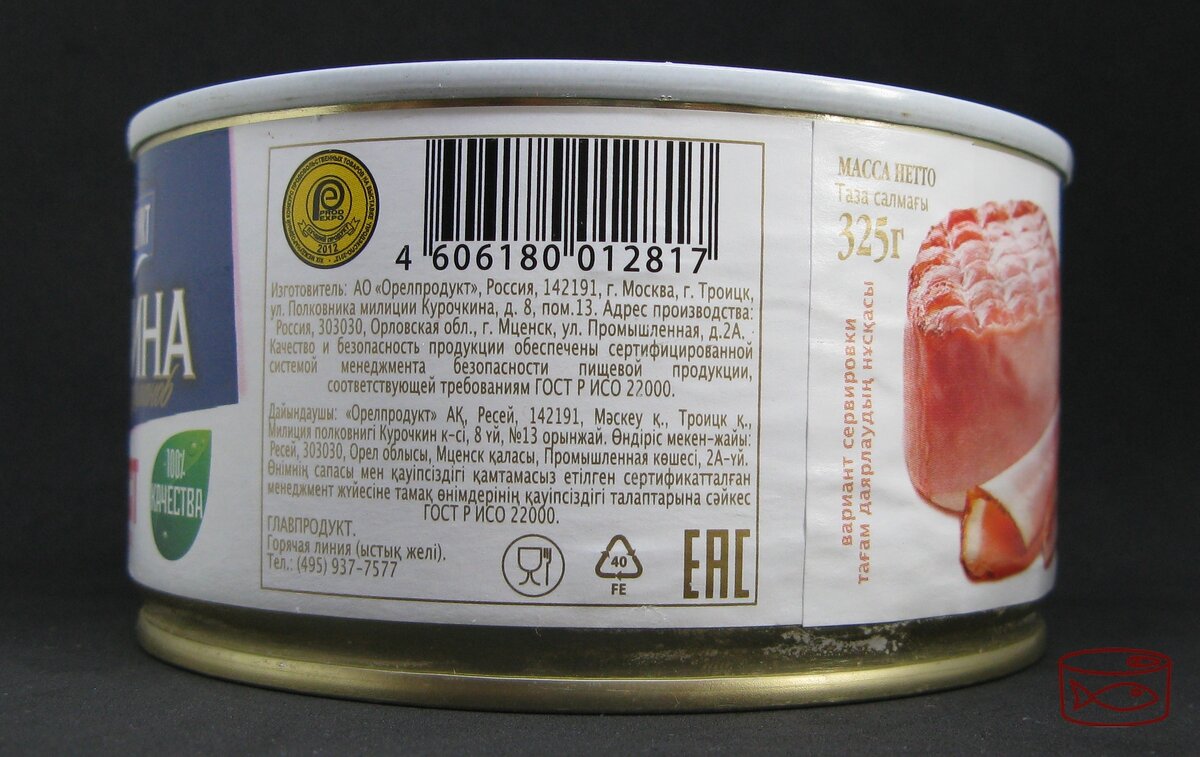 ИНА
100%
КАЧЕСТВА
PROD
EXPO
2012
4 606180 012817
Изготовитель: АО «Орелпродукт», Россия, 142191, г. Москва, г. Троицк,
ул. Полковника милиции Курочкина, д. 8, пом.13. Адрес производства:
Россия, 303030, Орловская обл., г. Мценск, ул. Промышленная, д.2А.
Качество и безопасность продукции обеспечены сертифицированной
системой менеджмента безопасности пищевой продукции,
соответствующей требованиям ГОСТ Р ИСО 22000.
Дайындаушы: «Орелпродукт» АҚ, Ресей, 142191, Мәскеу қ., Троицк қ.,
Милиция полковнигі Курочкин к-сі, 8 үй, №13 орынжай. Өндіріс мекен-жайы:
Ресей, 303030, Орел облысы, Мценск қаласы, Промышленная көшесі, 2А-үй.
Өнімнің сапасы мен қауіпсіздігі қамтамасыз етілген сертификатталған
менеджмент жүйесіне тамақ өнімдерінің қауіпсіздігі талаптарына сәйкес
ГОСТ Р ИСО 22000.
ГЛАВПРОДУКТ.
Горячая линия (ыстық желі).
Тел.: (495) 937-7577
40
FE
EAC
МАССА НЕТТО
Таза салмағы
325г
вариант сервировки
тағам даярлаудың нұсқасы